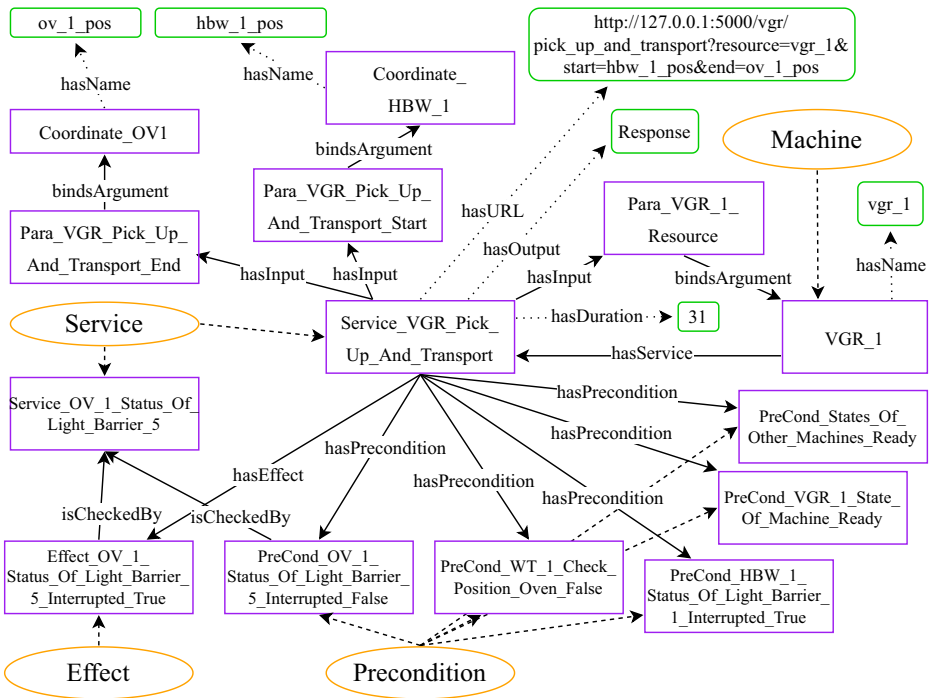 ov_1_pos
hbw_1_pos
http://127.0.0.1:5000/vgr/
pick_up_and_transport?resource=vgr_1&
start=hbw_1_pos&end=ov_1_pos
hasName
hasName
Coordinate_
HBW_1
Coordinate_OV1
Response
Machine
bindsArgument
bindsArgument
Para_VGR_Pick_Up_
And_Transport_Start
Para_VGR_1_
Resource
vgr_1
hasURL
Para_VGR_Pick_Up_
And_Transport_End
hasOutput
hasInput
hasInput
hasInput
bindsArgument
hasName
Service
Service_VGR_Pick_
Up_And_Transport
hasDuration
31
VGR_1
hasService
Service_OV_1_Status_Of_
Light_Barrier_5
hasPrecondition
PreCond_States_Of_
Other_Machines_Ready
hasPrecondition
hasPrecondition
hasEffect
hasPrecondition
hasPrecondition
isCheckedBy
isCheckedBy
PreCond_VGR_1_State_
Of_Machine_Ready
Effect_OV_1_
Status_Of_Light_Barrier_
5_Interrupted_True
PreCond_OV_1_
Status_Of_Light_Barrier_
5_Interrupted_False
PreCond_WT_1_Check_
Position_Oven_False
PreCond_HBW_1_
Status_Of_Light_Barrier_
1_Interrupted_True
Effect
Precondition